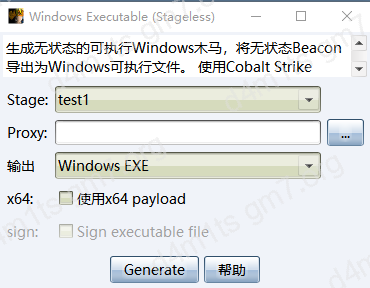 Windows Executable (Stageless)
生成无状态的可执行Windows木马，将无状态Beacon
导出为Windows可执行文件。 使用Cobalt Strike
Stage: test1
Proxy: ...
输出 Windows EXE
x64: 使用x64 payload
sign: Sign executable file
Generate 帮助
d4m1ts gm7.org